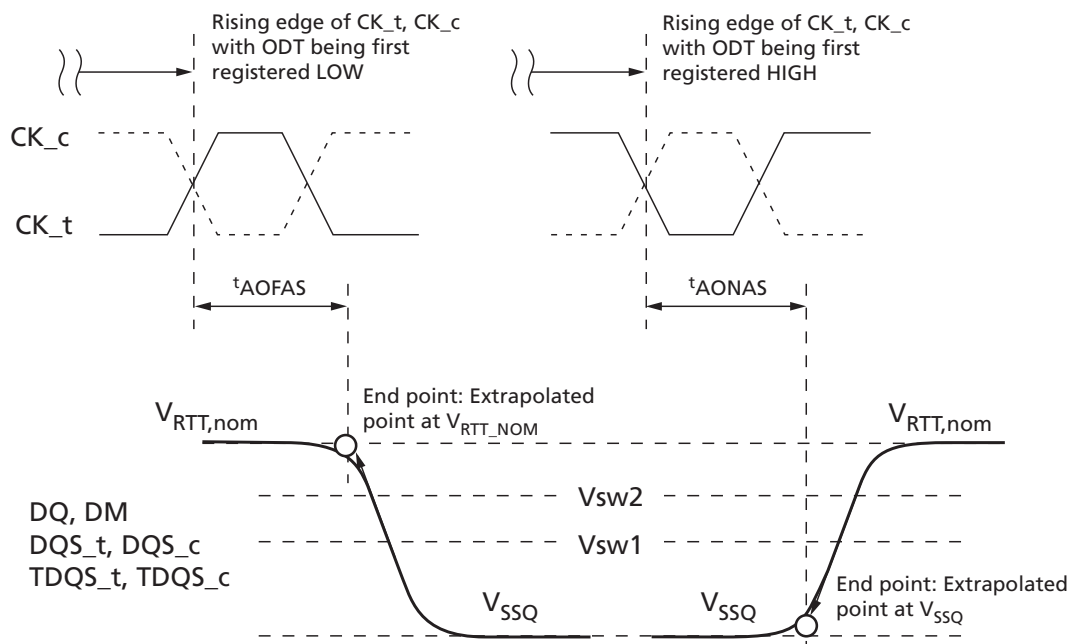 Rising edge of CK_t, CK_c
with ODT being first
registered LOW
Rising edge of CK_t, CK_c
with ODT being first
registered HIGH
CK_c
CK_t
tAOFAS
tAONAS
End point: Extrapolated
point at VRTT_NOM
VRTT,nom
VRTT,nom
Vsw2
DQ, DM
DQS_t, DQS_c
TDQS_t, TDQS_c
Vsw1
VSSQ
VSSQ
End point: Extrapolated
point at VSSQ